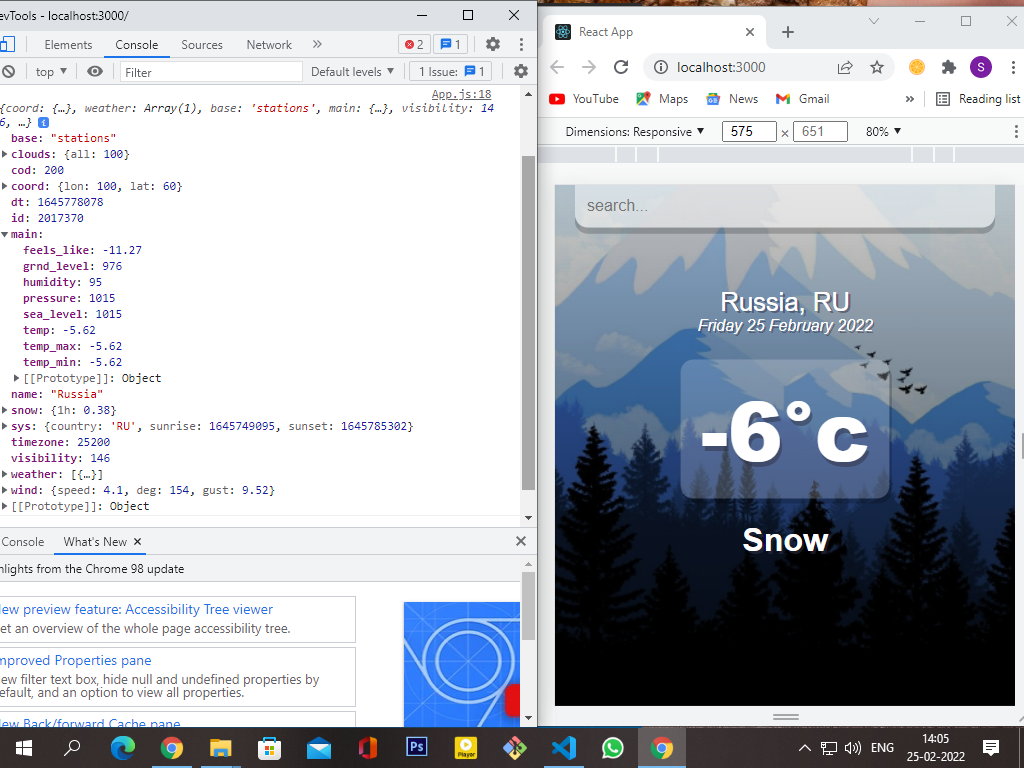 evTools - localhost:3000/
Elements Console Sources Network 2 1
top Filter Default levels 1 Issue: 1
App.js:18
{coord: {…}, weather: Array(1), base: 'stations', main: {…}, visibility: 14
6, …}
base: "stations"
clouds: {all: 100}
cod: 200
coord: {lon: 100, lat: 60}
dt: 1645778078
id: 2017370
main:
feels_like: -11.27
grnd_level: 976
humidity: 95
pressure: 1015
sea_level: 1015
temp: -5.62
temp_max: -5.62
temp_min: -5.62
[[Prototype]]: Object
name: "Russia"
snow: {1h: 0.38}
sys: {country: 'RU', sunrise: 1645749095, sunset: 1645785302}
timezone: 25200
visibility: 146
weather: [{…}]
wind: {speed: 4.1, deg: 154, gust: 9.52}
[[Prototype]]: Object
Console What's New
hlights from the Chrome 98 update
ew preview feature: Accessibility Tree viewer
et an overview of the whole page accessibility tree.
mproved Properties pane
ew filter text box, hide null and undefined properties by
efault, and an option to view all properties.
ew Back/forward Cache pane
React App
localhost:3000 S
YouTube Maps News Gmail » Reading list
Dimensions: Responsive 575 × 651 80%
search...
Russia, RU
Friday 25 February 2022
-6°c
Snow
Ps Player ENG 14:05
25-02-2022